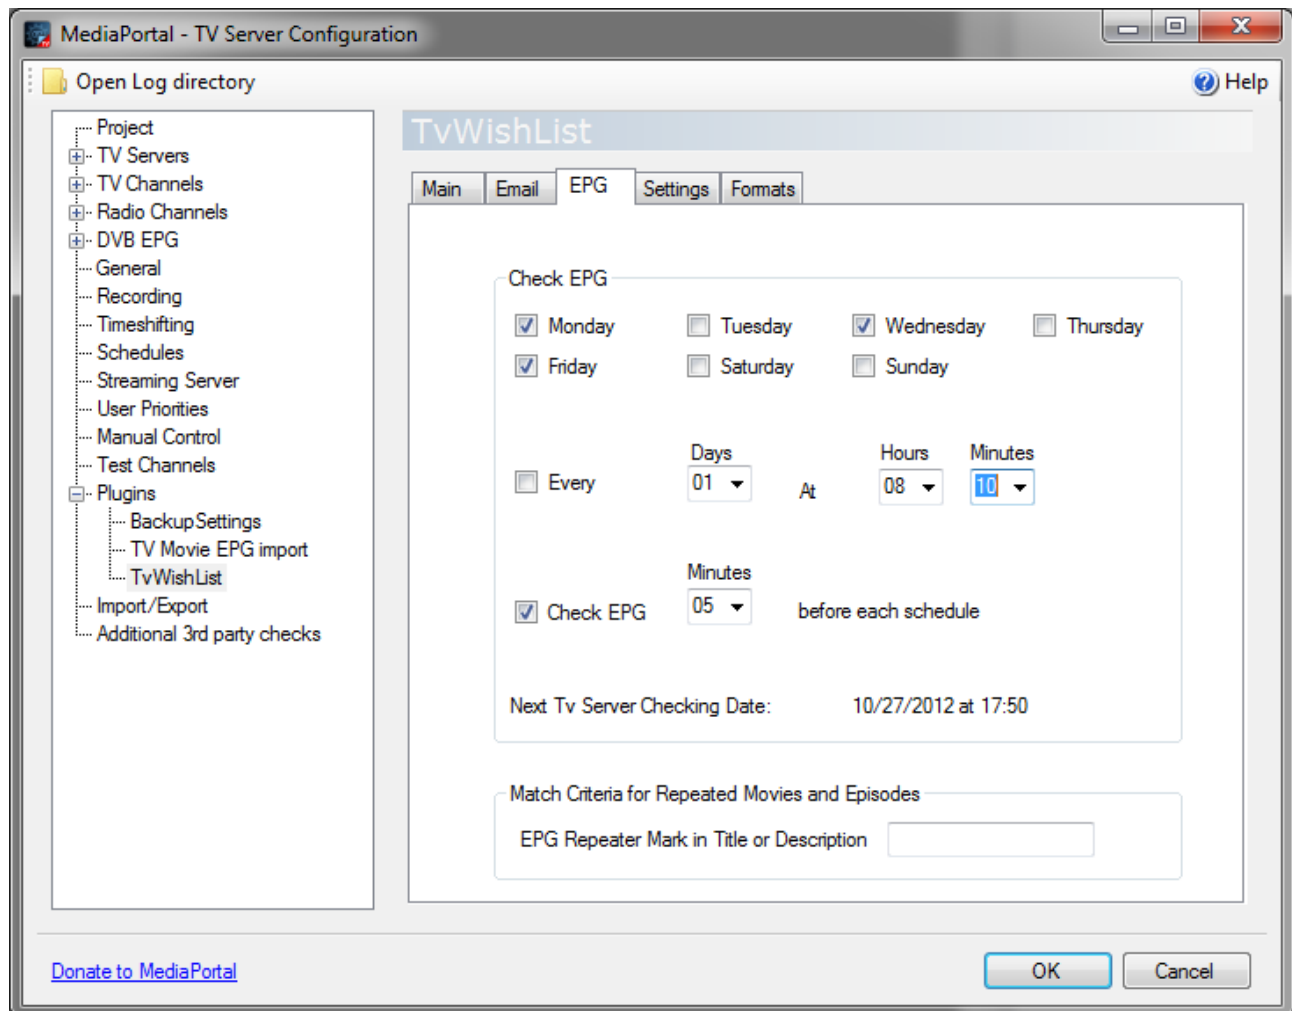 MediaPortal - TV Server Configuration
Open Log directory
Help
Project
TV Servers
TV Channels
Radio Channels
DVB EPG
General
Recording
Timeshifting
Schedules
Streaming Server
User Priorities
Manual Control
Test Channels
Plugins
BackupSettings
TV Movie EPG import
TvWishList
Import/Export
Additional 3rd party checks
TvWishList
Main Email EPG Settings Formats
Check EPG
Monday Tuesday Wednesday Thursday
Friday Saturday Sunday
Days Hours Minutes
Every 01 At 08 10
Minutes
Check EPG 05 before each schedule
Next Tv Server Checking Date: 10/27/2012 at 17:50
Match Criteria for Repeated Movies and Episodes
EPG Repeater Mark in Title or Description
Donate to MediaPortal
OK Cancel